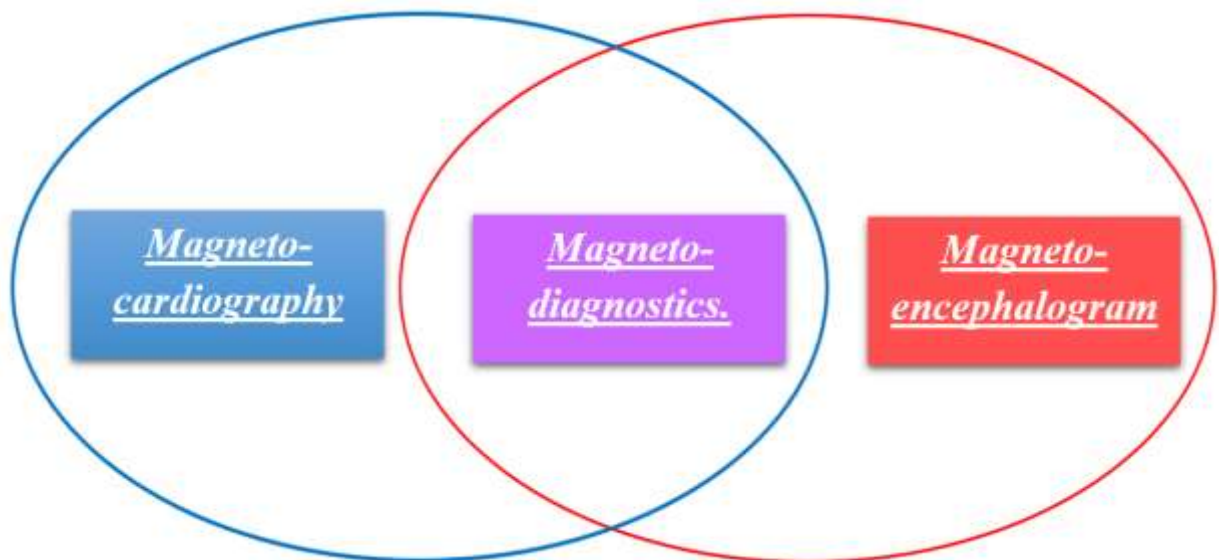 Magneto-
cardiography
Magneto-
diagnostics.
Magneto-
encephalogram